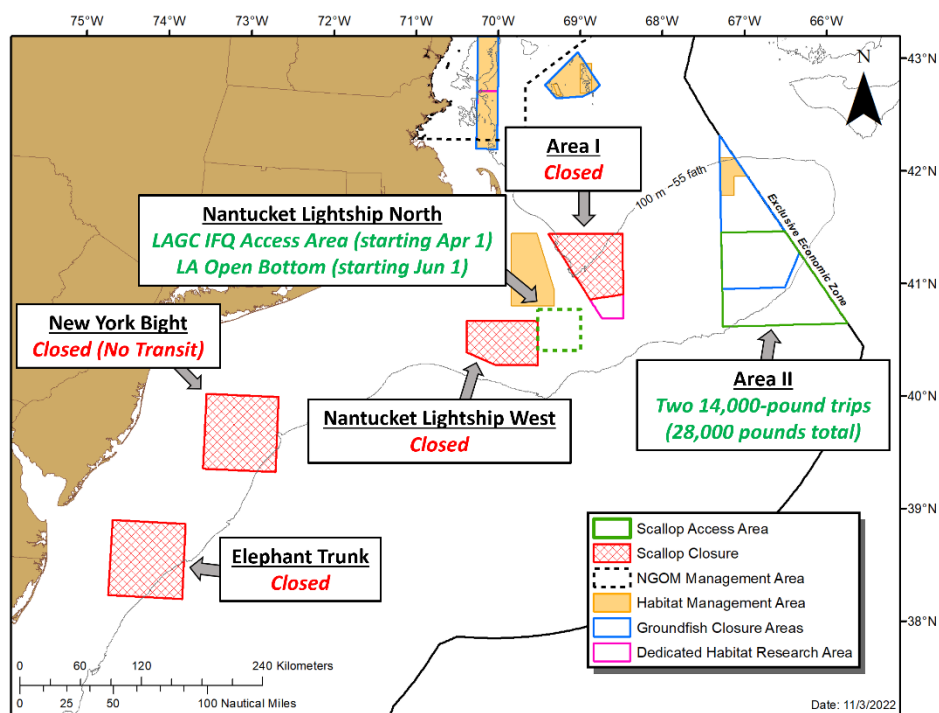 75°W 74°W 73°W 72°W 71°W 70°W 69°W 68°W 67°W 66°W
43°N
N
Area I
Closed
42°N
100 m ~55 fath
Nantucket Lightship North
LAGC IFQ Access Area (starting Apr 1)
LA Open Bottom (starting Jun 1)
Exclusive Economic Zone
41°N
New York Bight
Closed (No Transit)
Area II
Two 14,000-pound trips
(28,000 pounds total)
40°N
Nantucket Lightship West
Closed
39°N
Elephant Trunk
Closed
38°N
Scallop Access Area
Scallop Closure
NGOM Management Area
Habitat Management Area
Groundfish Closure Areas
Dedicated Habitat Research Area
0 60 120 240 Kilometers
0 25 50 100 Nautical Miles
Date: 11/3/2022